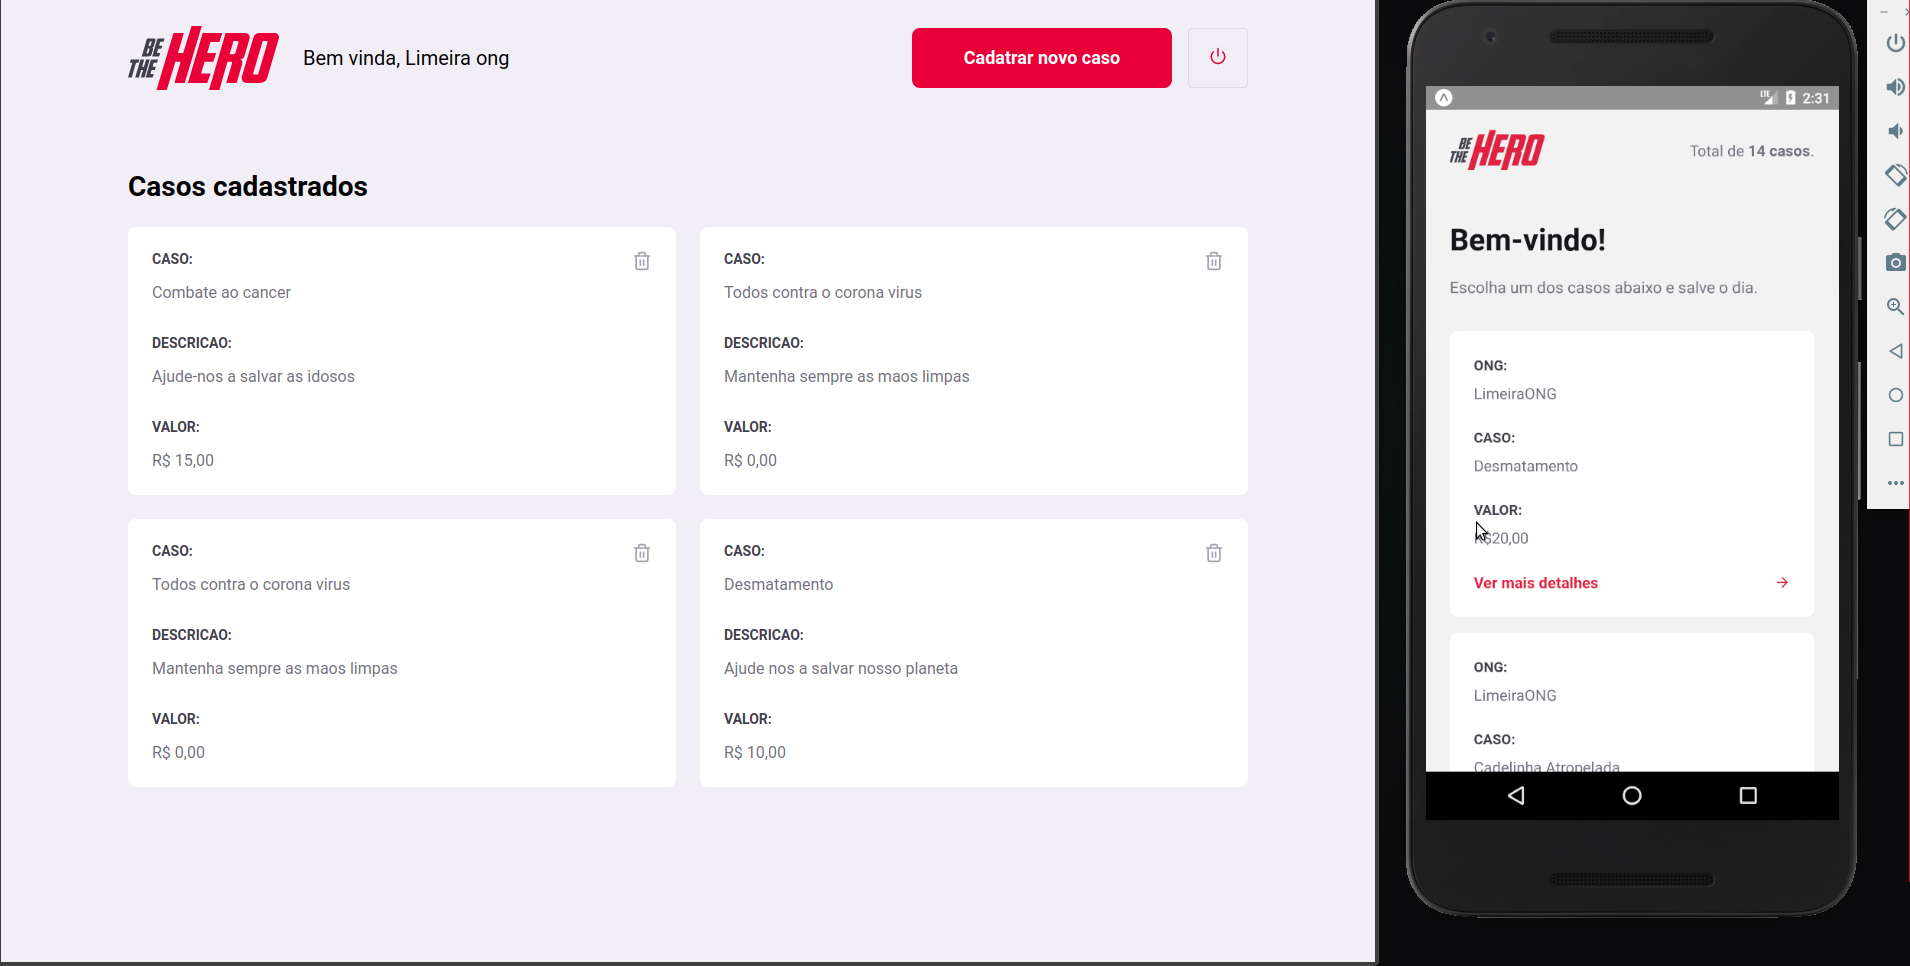 BE THE HERO
Bem vinda, Limeira ong
Cadatrar novo caso
Casos cadastrados
CASO:
Combate ao cancer
DESCRICAO:
Ajude-nos a salvar as idosos
VALOR:
R$ 15,00
CASO:
Todos contra o corona virus
DESCRICAO:
Mantenha sempre as maos limpas
VALOR:
R$ 0,00
CASO:
Todos contra o corona virus
DESCRICAO:
Mantenha sempre as maos limpas
VALOR:
R$ 0,00
CASO:
Desmatamento
DESCRICAO:
Ajude nos a salvar nosso planeta
VALOR:
R$ 10,00
LTE 2:31
BE THE HERO
Total de 14 casos.
Bem-vindo!
Escolha um dos casos abaixo e salve o dia.
ONG:
LimeiraONG
CASO:
Desmatamento
VALOR:
R$20,00
Ver mais detalhes
ONG:
LimeiraONG
CASO:
Cadelinha Atropelada